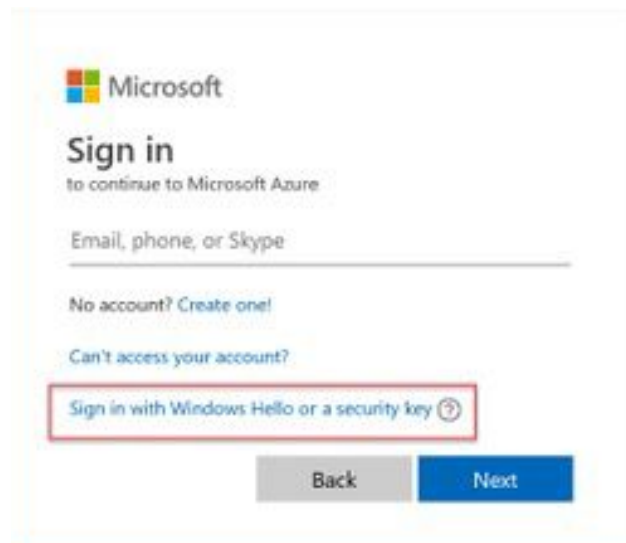 Microsoft
Sign in
to continue to Microsoft Azure
Email, phone, or Skype
No account? Create one!
Can't access your account?
Sign in with Windows Hello or a security key ?
Back Next